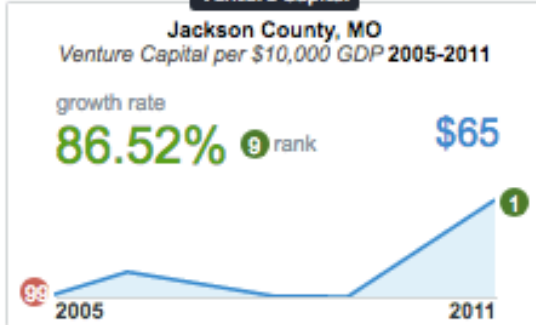 Jackson County, MO
Venture Capital per $10,000 GDP 2005-2011
growth rate
86.52% 9 rank
$65
1
99
2005
2011